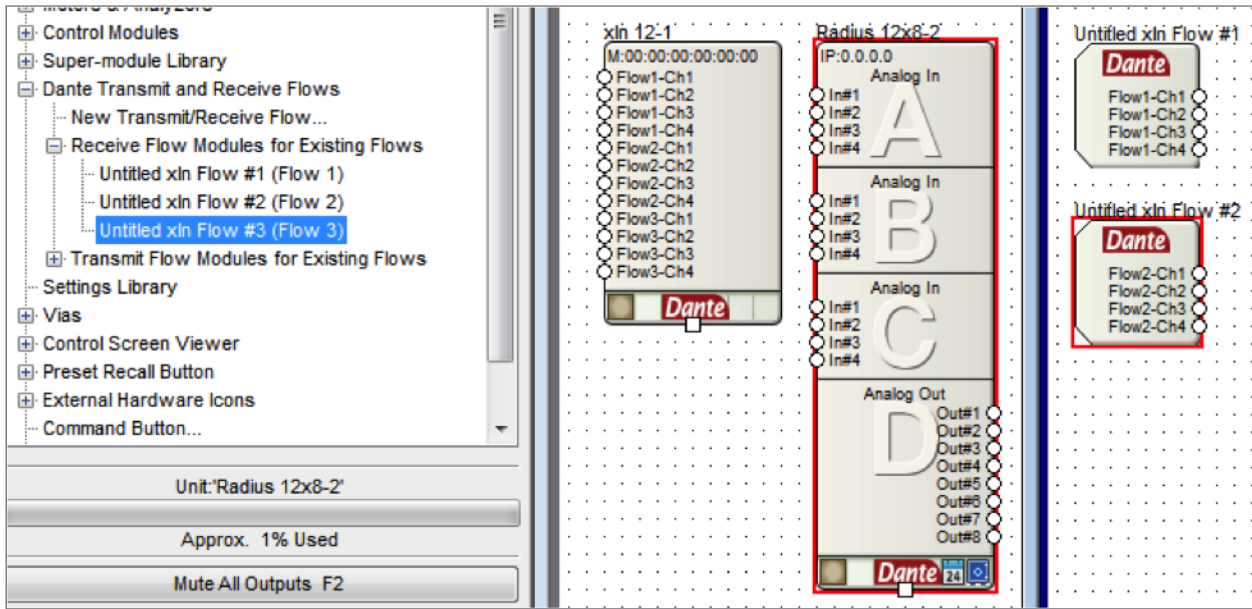 Control Modules
Super-module Library
Dante Transmit and Receive Flows
New Transmit/Receive Flow...
Receive Flow Modules for Existing Flows
Untitled xIn Flow #1 (Flow 1)
Untitled xIn Flow #2 (Flow 2)
Untitled xIn Flow #3 (Flow 3)
Transmit Flow Modules for Existing Flows
Settings Library
Vias
Control Screen Viewer
Preset Recall Button
External Hardware Icons
Command Button...
Unit:'Radius 12x8-2'
Approx. 1% Used
Mute All Outputs F2
xIn 12-1
M:00:00:00:00:00:00
Flow1-Ch1
Flow1-Ch2
Flow1-Ch3
Flow1-Ch4
Flow2-Ch1
Flow2-Ch2
Flow2-Ch3
Flow2-Ch4
Flow3-Ch1
Flow3-Ch2
Flow3-Ch3
Flow3-Ch4
Dante
Radius 12x8-2
IP:0.0.0.0
Analog In
A
In#1
In#2
In#3
In#4
Analog In
B
In#1
In#2
In#3
In#4
Analog In
C
In#1
In#2
In#3
In#4
Analog Out
D
Out#1
Out#2
Out#3
Out#4
Out#5
Out#6
Out#7
Out#8
Dante
24
Untitled xIn Flow #1
Dante
Flow1-Ch1
Flow1-Ch2
Flow1-Ch3
Flow1-Ch4
Untitled xIn Flow #2
Dante
Flow2-Ch1
Flow2-Ch2
Flow2-Ch3
Flow2-Ch4